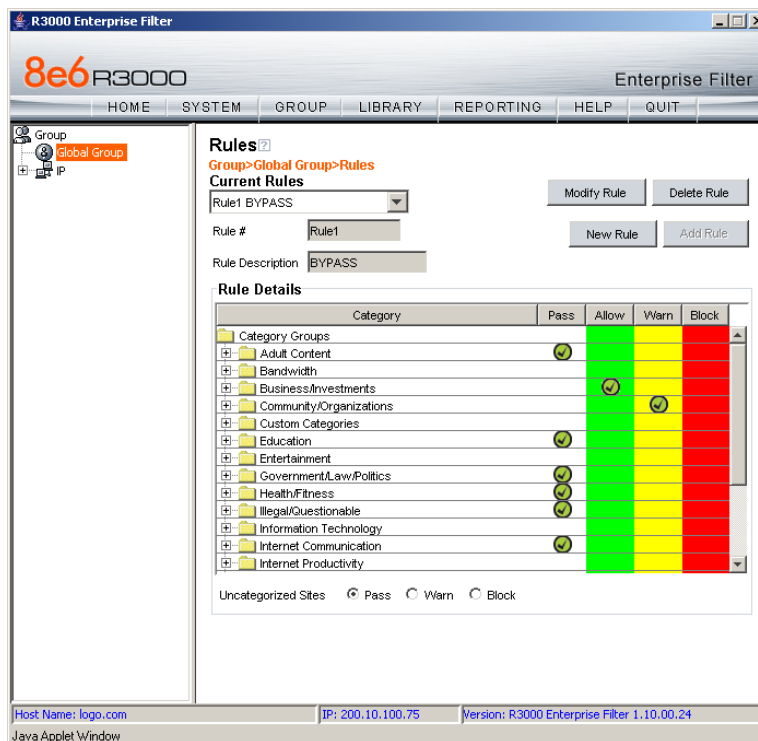 R3000 Enterprise Filter
8e6 R3000
Enterprise Filter
HOME SYSTEM GROUP LIBRARY REPORTING HELP QUIT
Group
Global Group
IP
Rules?
Group>Global Group>Rules
Current Rules
Rule1 BYPASS
Modify Rule Delete Rule
Rule # Rule1
New Rule Add Rule
Rule Description BYPASS
Rule Details
Category Pass Allow Warn Block
Category Groups
Adult Content
Bandwidth
Business/Investments
Community/Organizations
Custom Categories
Education
Entertainment
Government/Law/Politics
Health/Fitness
Illegal/Questionable
Information Technology
Internet Communication
Internet Productivity
Uncategorized Sites Pass Warn Block
Host Name: logo.com IP: 200.10.100.75 Version: R3000 Enterprise Filter 1.10.00.24
Java Applet Window